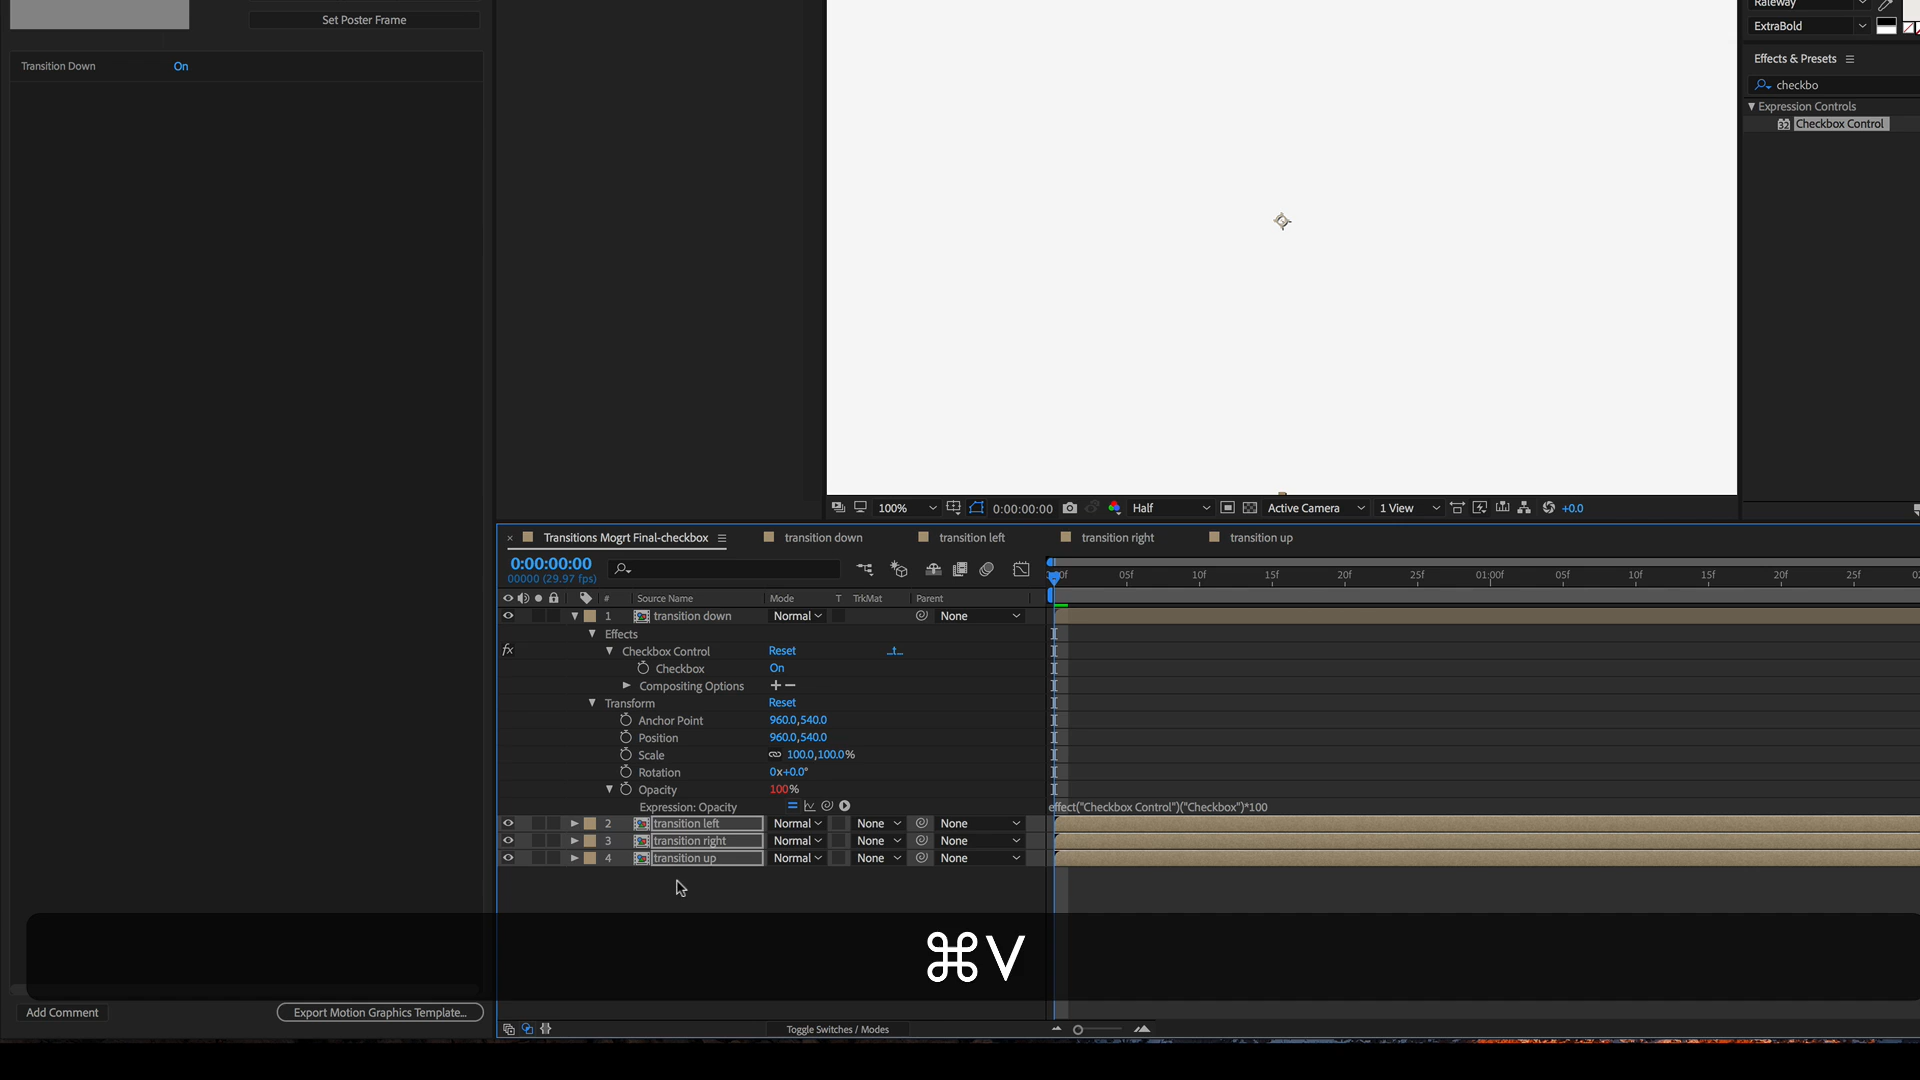 Set Poster Frame
Transition Down On
Raleway
ExtraBold
Effects & Presets
checkbo
Expression Controls
32 Checkbox Control
100% 0:00:00:00 Half Active Camera 1 View +0.0
Transitions Mogrt Final-checkbox transition down transition left transition right transition up
0:00:00:00
00000 (29.97 fps)
05f 10f 15f 20f 25f 01:00f 05f 10f 15f 20f 25f
# Source Name Mode T TrkMat Parent
1 transition down Normal None
Effects
fx Checkbox Control Reset
Checkbox On
Compositing Options
Transform Reset
Anchor Point 960.0,540.0
Position 960.0,540.0
Scale 100.0,100.0%
Rotation 0x+0.0°
Opacity 100%
Expression: Opacity effect("Checkbox Control")("Checkbox")*100
2 transition left Normal None None
3 transition right Normal None None
4 transition up Normal None None
⌘V
Add Comment Export Motion Graphics Template...
Toggle Switches / Modes